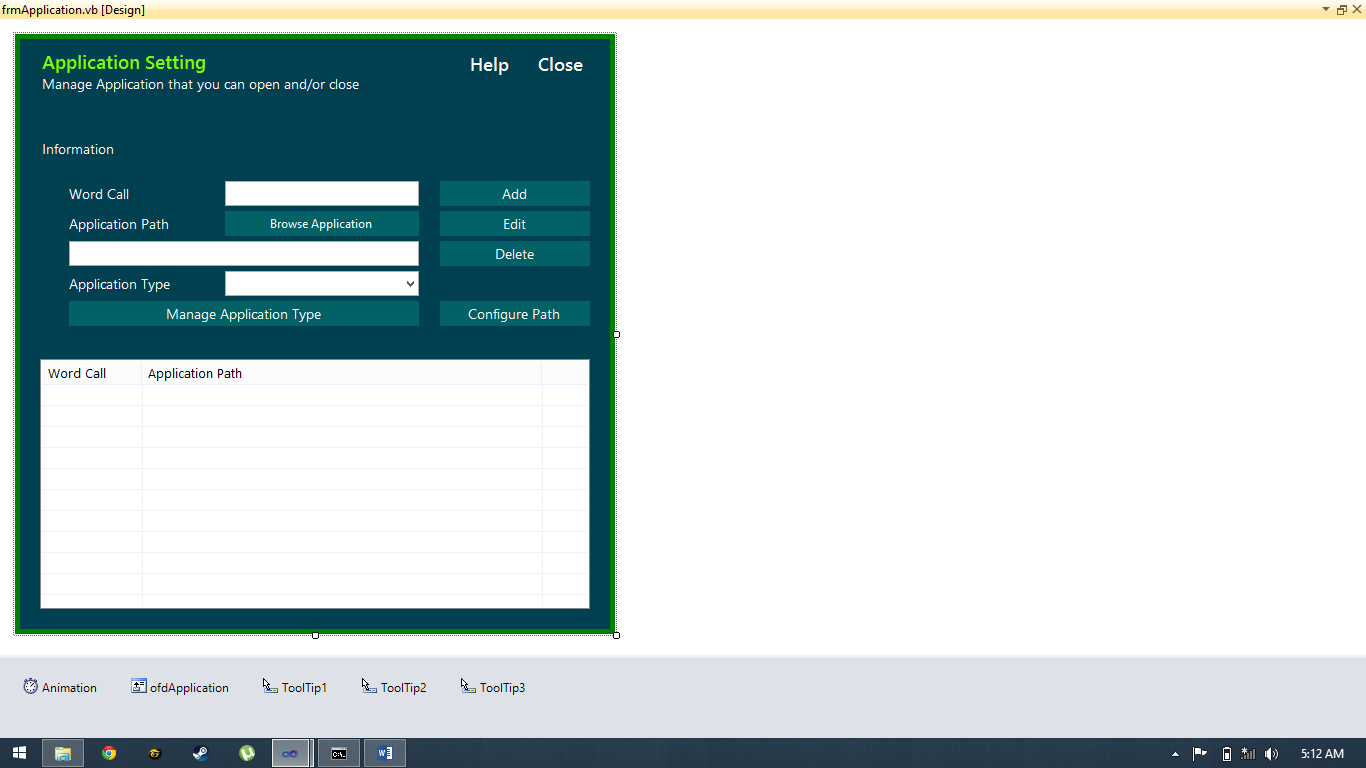 frmApplication.vb [Design]
Application Setting
Help Close
Manage Application that you can open and/or close
Information
Word Call Add
Application Path Browse Application Edit
Delete
Application Type
Manage Application Type Configure Path
Word Call Application Path
Animation ofdApplication ToolTip1 ToolTip2 ToolTip3
C:\.
5:12 AM